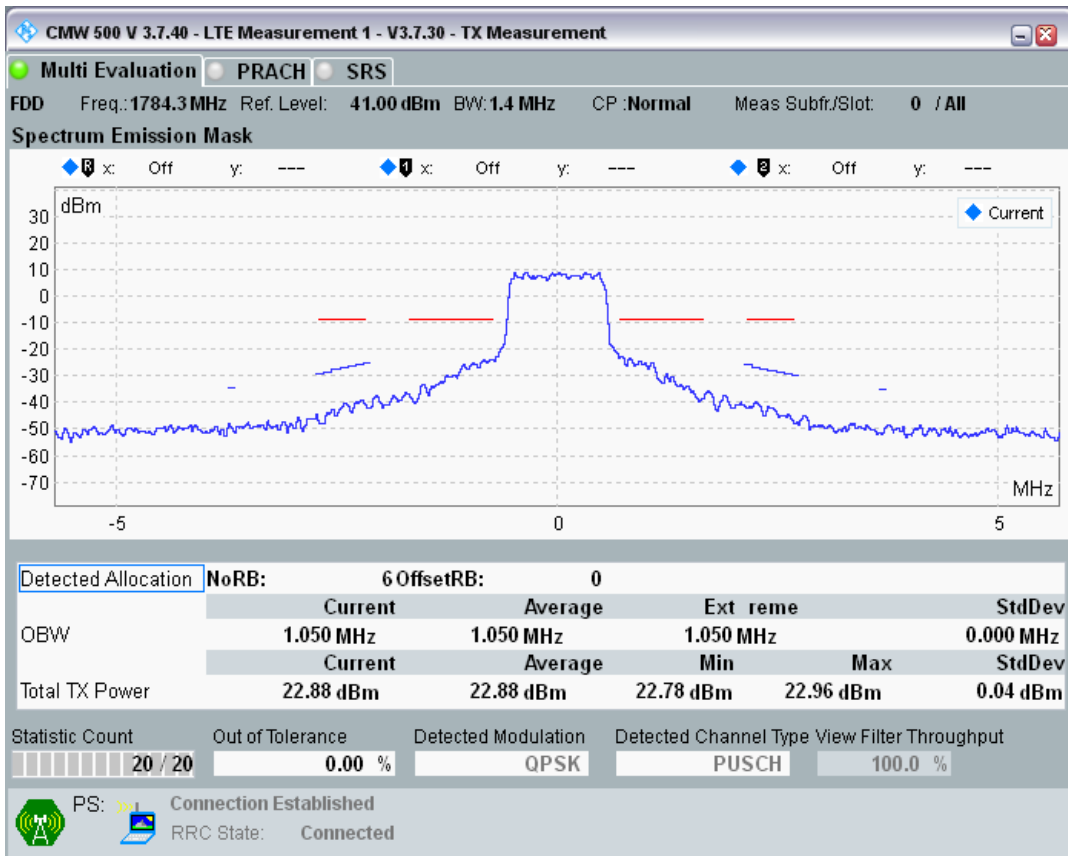 CMW 500 V 3.7.40 - LTE Measurement 1 - V3.7.30 - TX Measurement
Multi Evaluation PRACH SRS
FDD Freq.: 1784.3 MHz Ref. Level: 41.00 dBm BW: 1.4 MHz CP : Normal Meas Subfr./Slot: 0 / All
Spectrum Emission Mask
R x: Off y: --- 1 x: Off y: --- 2 x: Off y: ---
dBm
Current
30
20
10
0
-10
-20
-30
-40
-50
-60
-70
MHz
-5 0 5
Detected Allocation NoRB: 6 OffsetRB: 0
Current Average Ext reme StdDev
OBW 1.050 MHz 1.050 MHz 1.050 MHz 0.000 MHz
Current Average Min Max StdDev
Total TX Power 22.88 dBm 22.88 dBm 22.78 dBm 22.96 dBm 0.04 dBm
Statistic Count Out of Tolerance Detected Modulation Detected Channel Type View Filter Throughput
20 / 20 0.00 % QPSK PUSCH 100.0 %
PS: Connection Established
RRC State: Connected